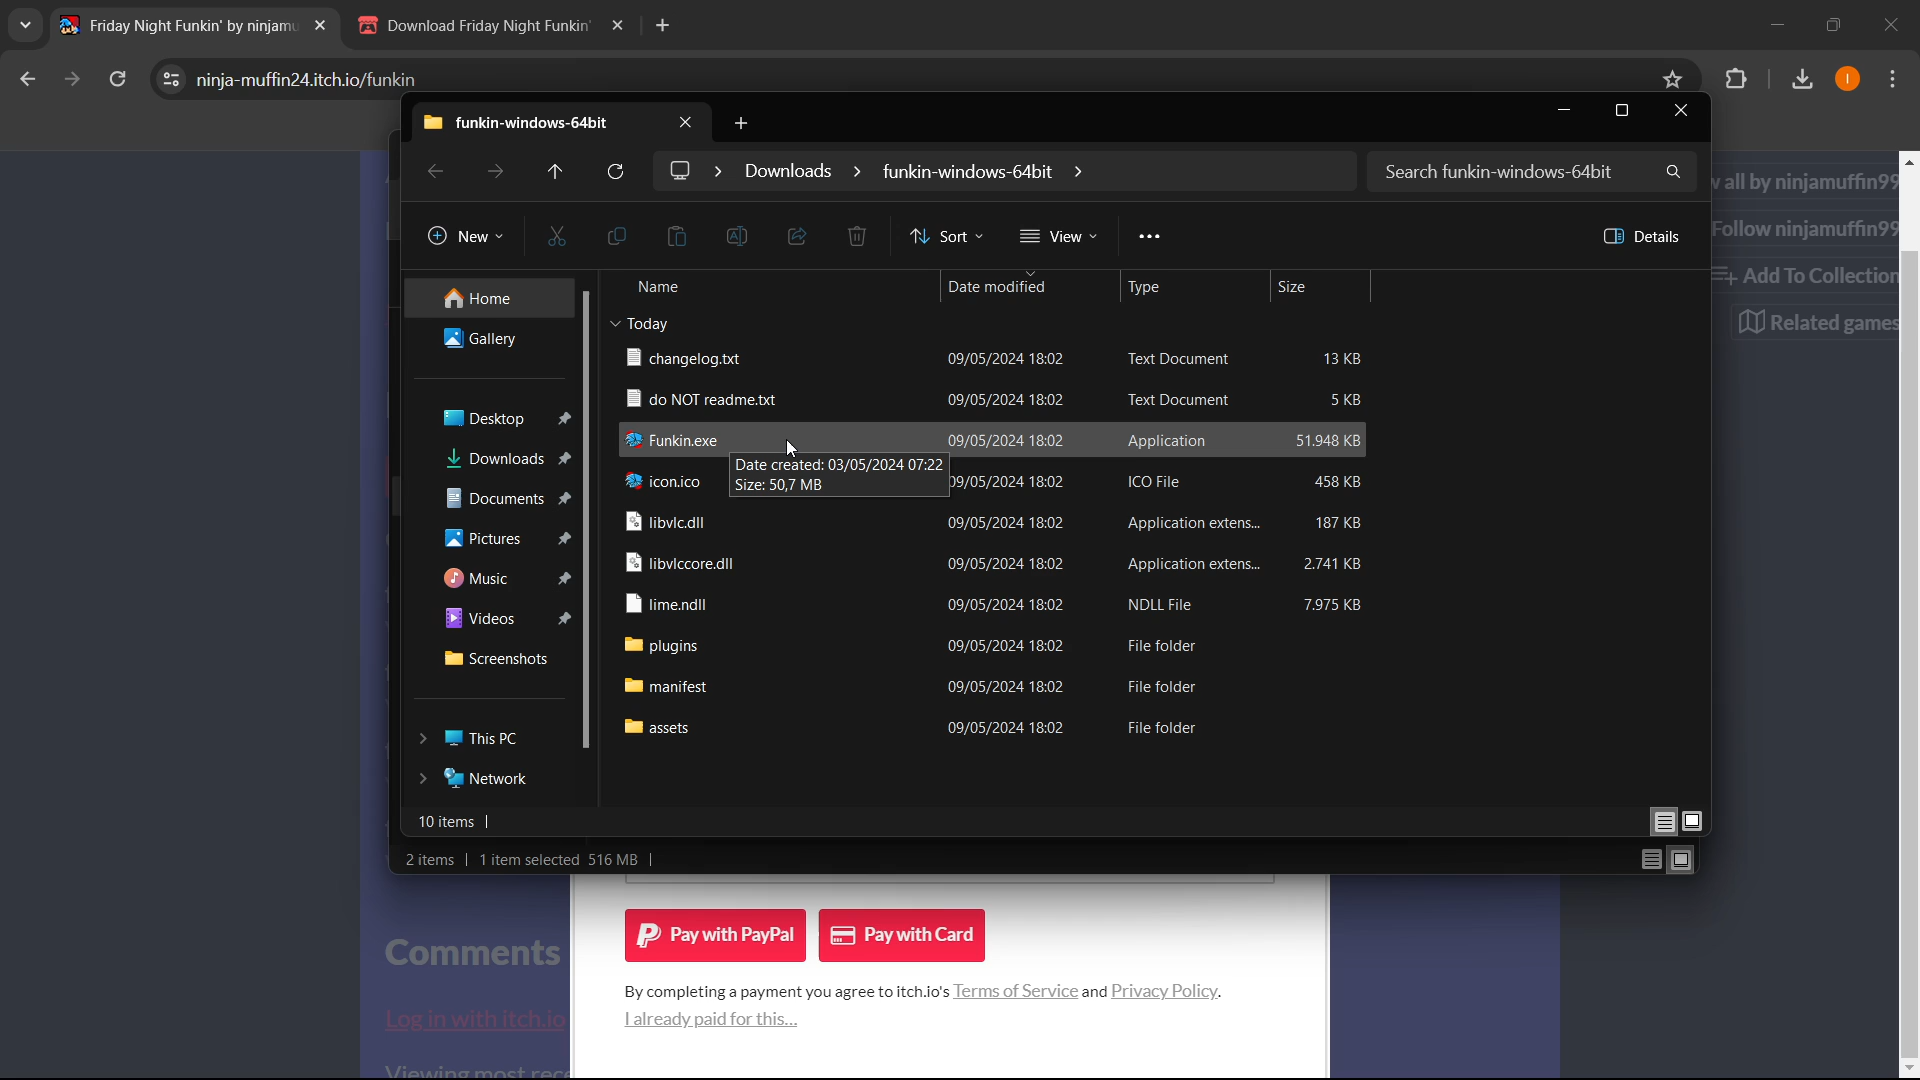 Friday Night Funkin' by ninjamu
Download Friday Night Funkin'
ninja-muffin24.itch.io/funkin
funkin-windows-64bit
Downloads
funkin-windows-64bit
Search funkin-windows-64bit
all by ninjamuffin99
Follow ninjamuffin99
Add To Collection
Related games
New
Sort
View
Details
Name
Date modified
Type
Size
Home
Gallery
Desktop
Downloads
Documents
Pictures
Music
Videos
Screenshots
This PC
Network
Today
changelog.txt 09/05/2024 18:02 Text Document 13 KB
do NOT readme.txt 09/05/2024 18:02 Text Document 5 KB
Funkin.exe 09/05/2024 18:02 Application 51.948 KB
Date created: 03/05/2024 07:22
Size: 50,7 MB
icon.ico 09/05/2024 18:02 ICO File 458 KB
libvlc.dll 09/05/2024 18:02 Application extens... 187 KB
libvlccore.dll 09/05/2024 18:02 Application extens... 2.741 KB
lime.ndll 09/05/2024 18:02 NDLL File 7.975 KB
plugins 09/05/2024 18:02 File folder
manifest 09/05/2024 18:02 File folder
assets 09/05/2024 18:02 File folder
10 items
2 items 1 item selected 516 MB
Pay with PayPal
Pay with Card
By completing a payment you agree to itch.io's Terms of Service and Privacy Policy.
I already paid for this...
Comments
Log in with itch.io
Viewing most rece